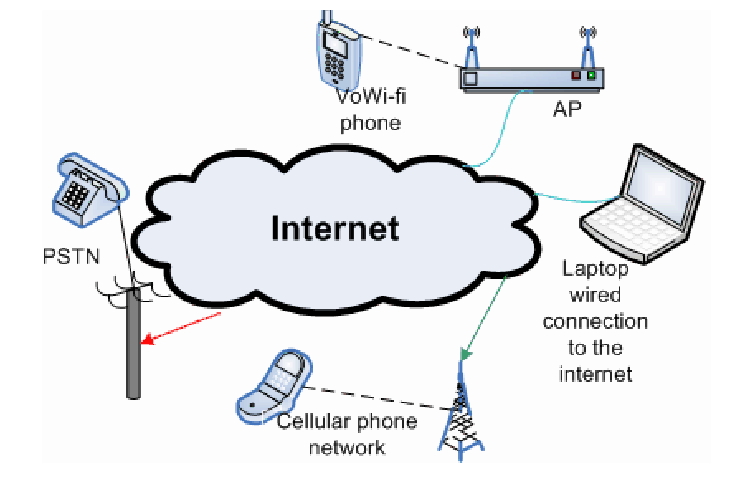 VoWi-fi
phone
AP
Internet
PSTN
Laptop
wired
connection
to the
internet
Cellular phone
network